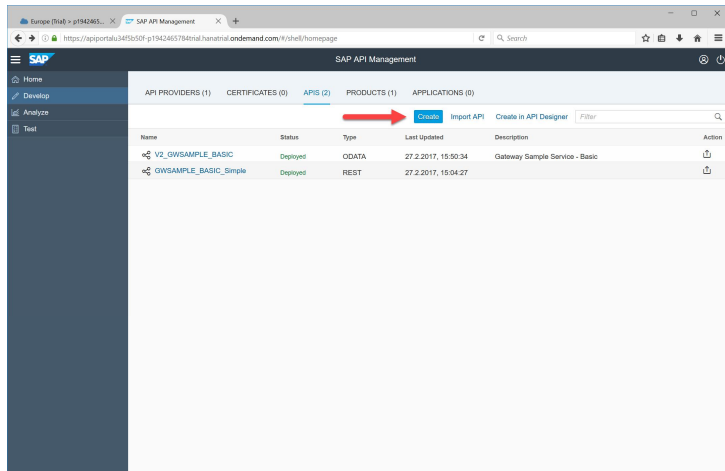 Europe (Trial) > p1942465... SAP API Management
https://apiportalu34f5b50f-p1942465784trial.hanatrial.ondemand.com/#/shell/homepage Search
SAP SAP API Management
Home
Develop
Analyze
Test
API PROVIDERS (1) CERTIFICATES (0) APIS (2) PRODUCTS (1) APPLICATIONS (0)
Create Import API Create in API Designer Filter
Name Status Type Last Updated Description Action
V2_GWSAMPLE_BASIC Deployed ODATA 27.2.2017, 15:50:34 Gateway Sample Service - Basic
GWSAMPLE_BASIC_Simple Deployed REST 27.2.2017, 15:04:27